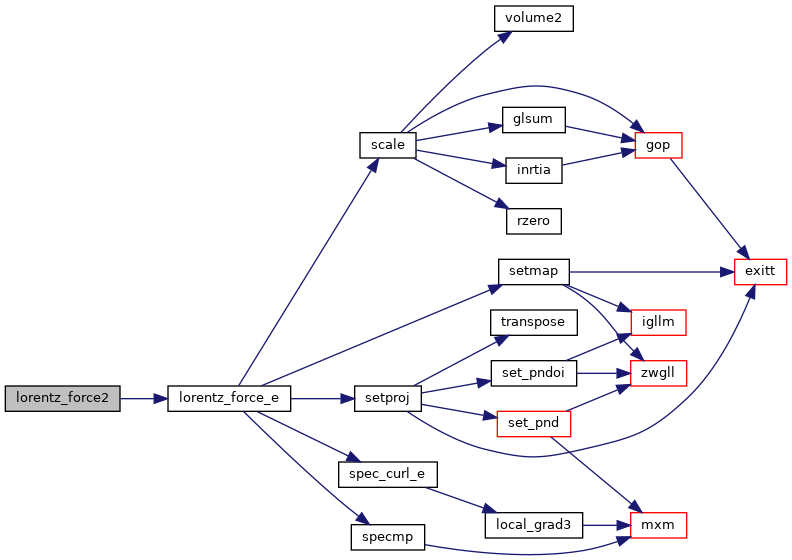 volume2
glsum
scale
gop
inrtia
rzero
setmap
exitt
transpose
igllm
set_pndoi
zwgll
lorentz_force2
lorentz_force_e
setproj
set_pnd
spec_curl_e
local_grad3
mxm
specmp